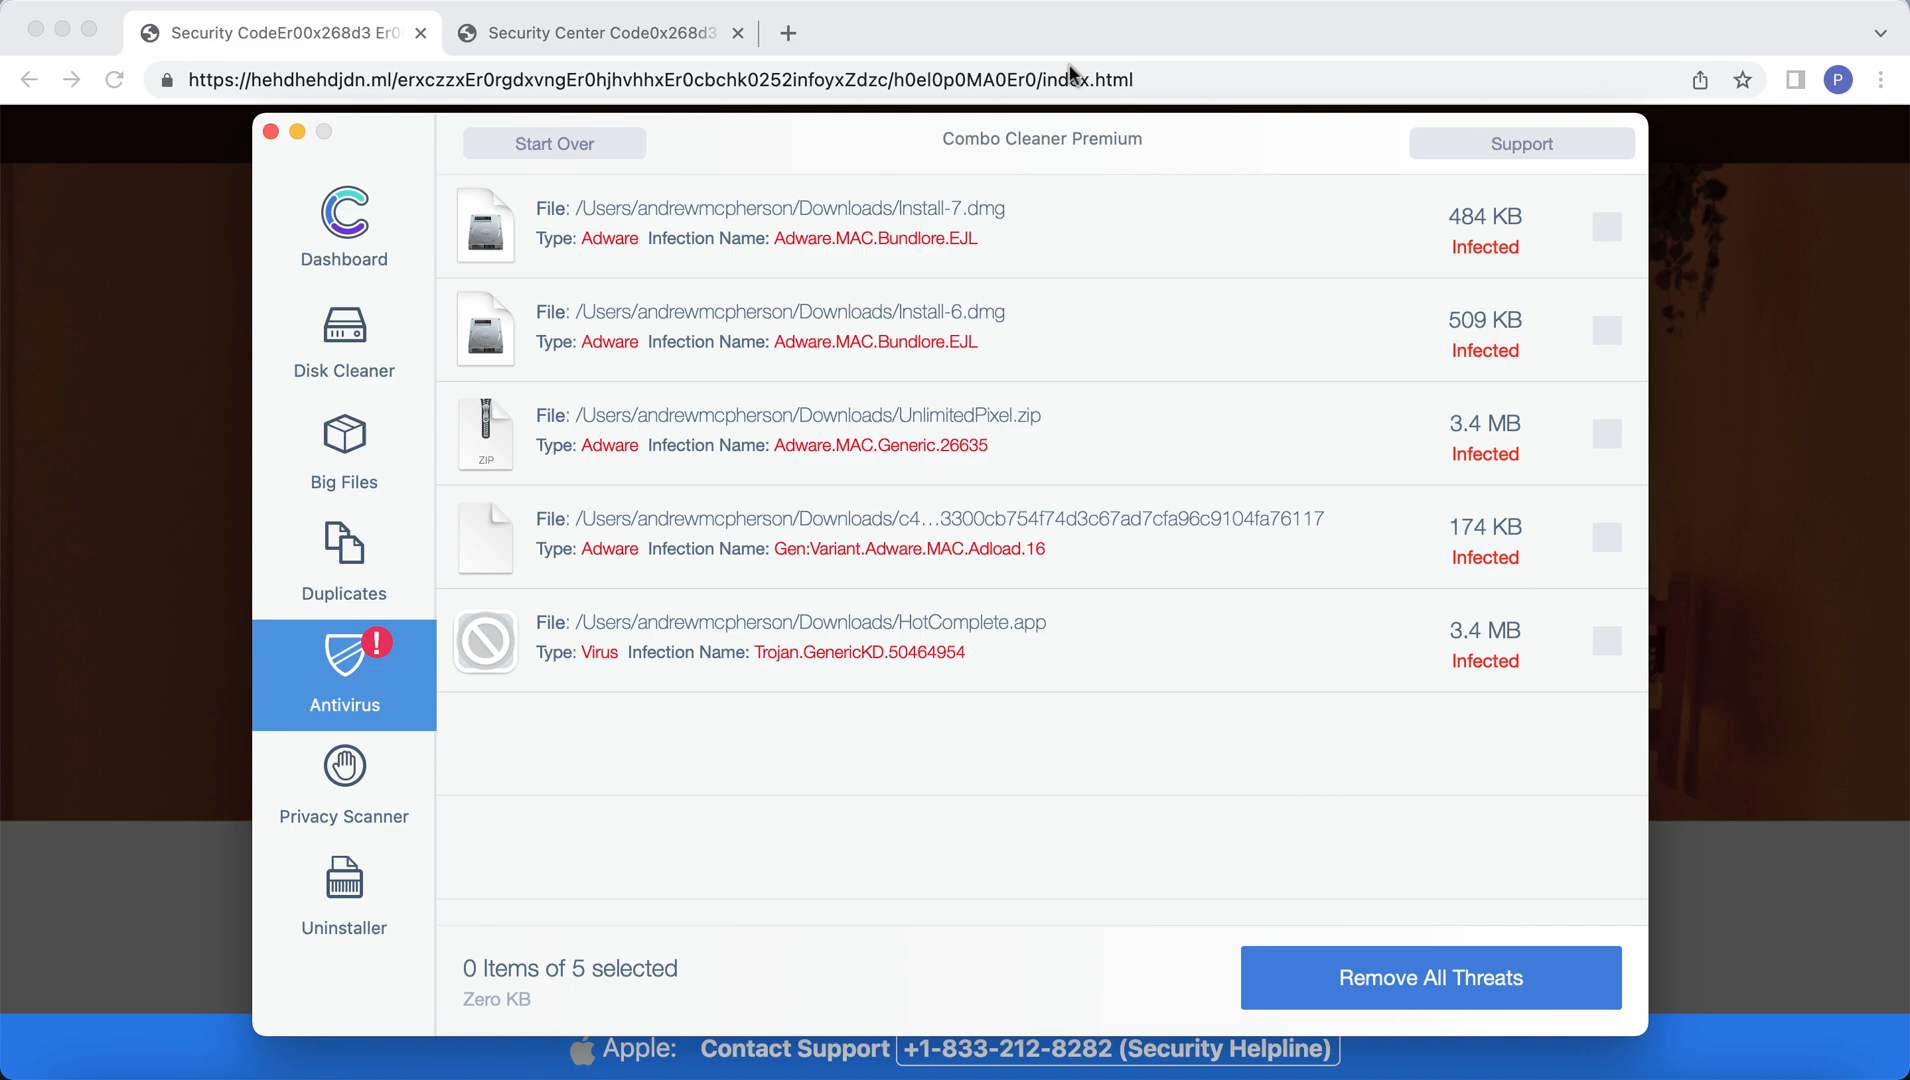 Security CodeEr00x268d3 Er0
Security Center Code0x268d3
https://hehdhehdjdn.ml/erxczzxEr0rgdxvngEr0hjhvhhxEr0cbchk0252infoyxZdzc/h0el0p0MA0Er0/index.html
P
Start Over
Combo Cleaner Premium
Support
Dashboard
Disk Cleaner
Big Files
Duplicates
!
Antivirus
Privacy Scanner
Uninstaller
File: /Users/andrewmcpherson/Downloads/Install-7.dmg
Type: Adware Infection Name: Adware.MAC.Bundlore.EJL
484 KB
Infected
File: /Users/andrewmcpherson/Downloads/Install-6.dmg
Type: Adware Infection Name: Adware.MAC.Bundlore.EJL
509 KB
Infected
ZIP
File: /Users/andrewmcpherson/Downloads/UnlimitedPixel.zip
Type: Adware Infection Name: Adware.MAC.Generic.26635
3.4 MB
Infected
File: /Users/andrewmcpherson/Downloads/c4...3300cb754f74d3c67ad7cfa96c9104fa76117
Type: Adware Infection Name: Gen:Variant.Adware.MAC.Adload.16
174 KB
Infected
File: /Users/andrewmcpherson/Downloads/HotComplete.app
Type: Virus Infection Name: Trojan.GenericKD.50464954
3.4 MB
Infected
0 Items of 5 selected
Zero KB
Remove All Threats
Apple: Contact Support +1-833-212-8282 (Security Helpline)